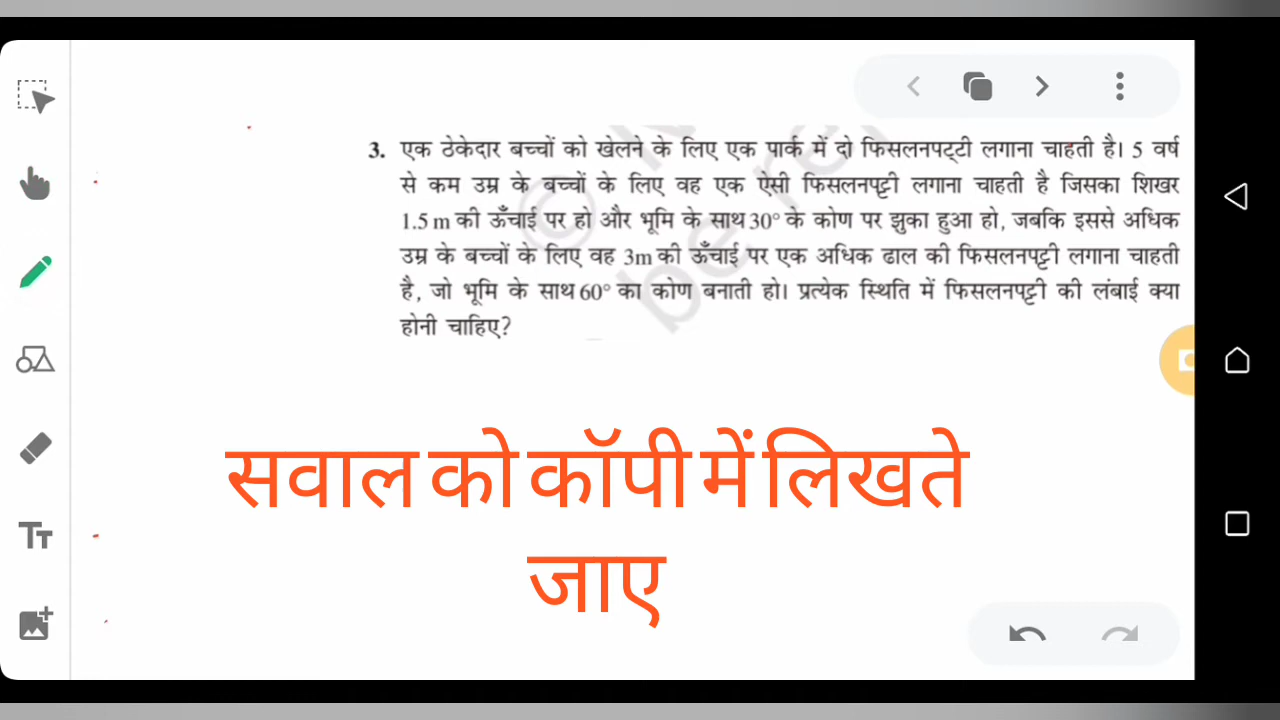 3. एक ठेकेदार बच्चों को खेलने के लिए एक पार्क में दो फिसलनपट्टी लगाना चाहती है। 5 वर्ष
से कम उम्र के बच्चों के लिए वह एक ऐसी फिसलनपट्टी लगाना चाहती है जिसका शिखर
1.5 m की ऊँचाई पर हो और भूमि के साथ 30° के कोण पर झुका हुआ हो, जबकि इससे अधिक
उम्र के बच्चों के लिए वह 3m की ऊँचाई पर एक अधिक ढाल की फिसलनपट्टी लगाना चाहती
है, जो भूमि के साथ 60° का कोण बनाती हो। प्रत्येक स्थिति में फिसलनपट्टी की लंबाई क्या
होनी चाहिए?
सवाल को कॉपी में लिखते
जाए
TT